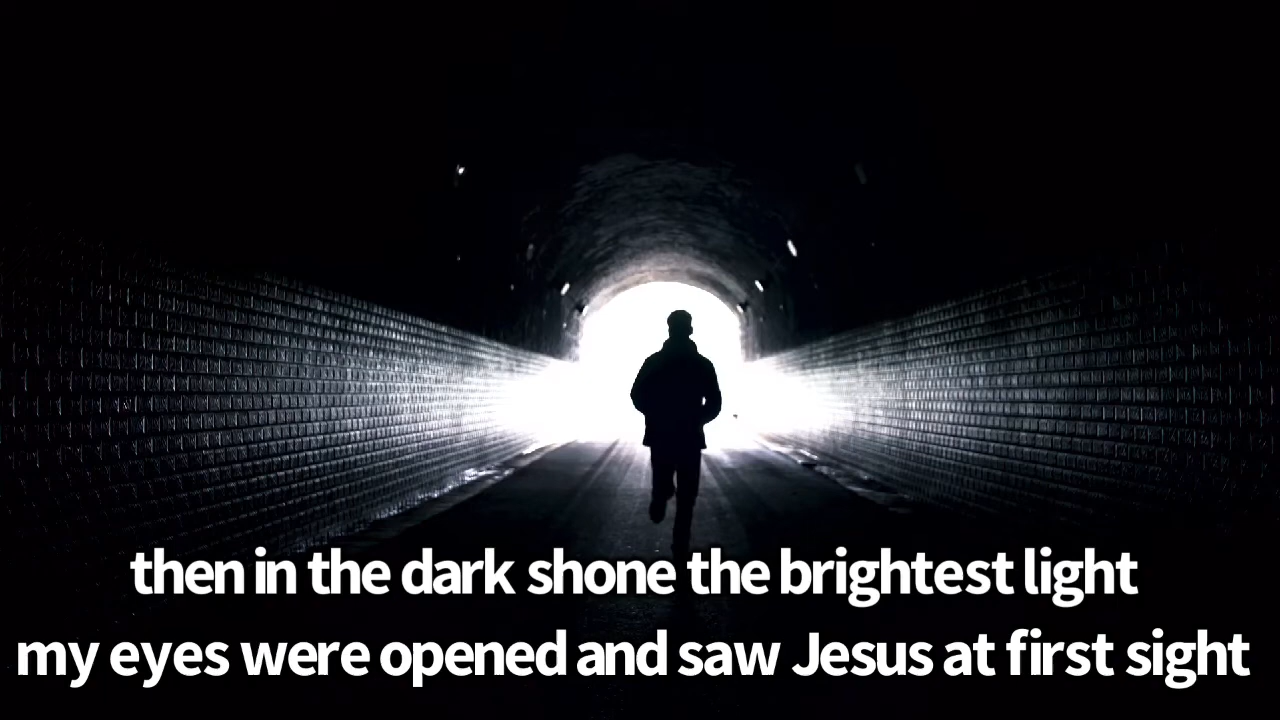 then in the dark shone the brightest light
my eyes were opened and saw Jesus at first sight